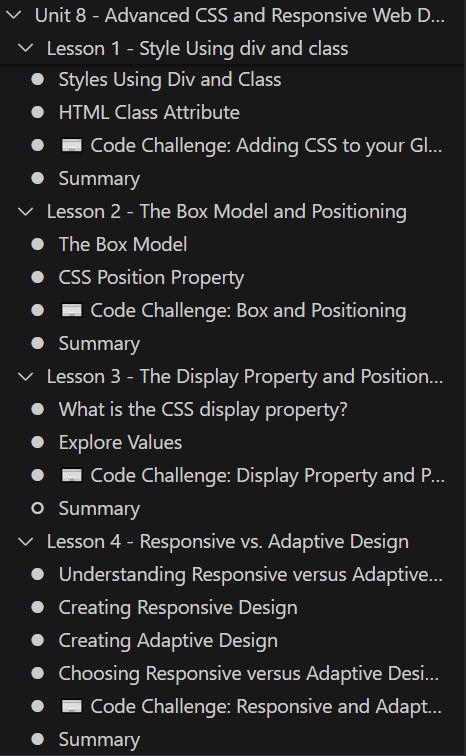 Unit 8 - Advanced CSS and Responsive Web D...
Lesson 1 - Style Using div and class
Styles Using Div and Class
HTML Class Attribute
Code Challenge: Adding CSS to your Gl...
Summary
Lesson 2 - The Box Model and Positioning
The Box Model
CSS Position Property
Code Challenge: Box and Positioning
Summary
Lesson 3 - The Display Property and Position...
What is the CSS display property?
Explore Values
Code Challenge: Display Property and P...
Summary
Lesson 4 - Responsive vs. Adaptive Design
Understanding Responsive versus Adaptive...
Creating Responsive Design
Creating Adaptive Design
Choosing Responsive versus Adaptive Desi...
Code Challenge: Responsive and Adapt...
Summary